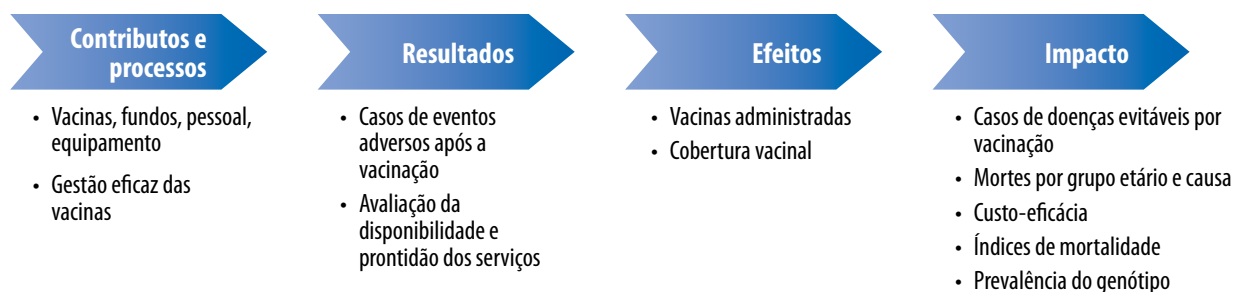 Contributos e
processos
• Vacinas, fundos, pessoal,
equipamento
• Gestão eficaz das
vacinas
Resultados
• Casos de eventos
adversos após a
vacinação
• Avaliação da
disponibilidade e
prontidão dos serviços
Efeitos
• Vacinas administradas
• Cobertura vacinal
Impacto
• Casos de doenças evitáveis por
vacinação
• Mortes por grupo etário e causa
• Custo-eficácia
• Índices de mortalidade
• Prevalência do genótipo